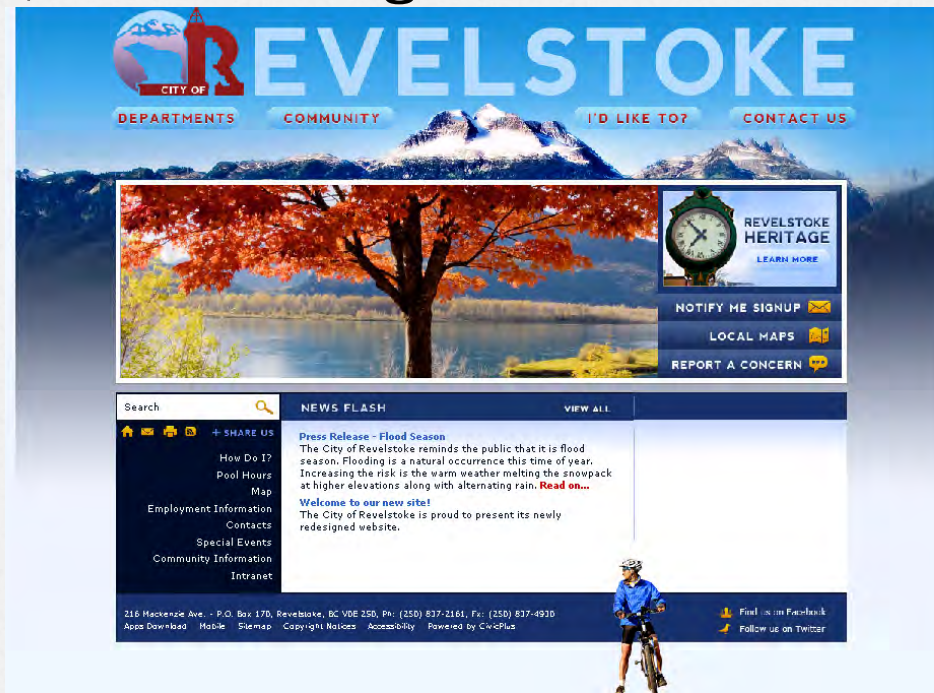 CITY OF
REVELSTOKE
DEPARTMENTS
COMMUNITY
I'D LIKE TO?
CONTACT US
REVELSTOKE
HERITAGE
LEARN MORE
NOTIFY ME SIGNUP
LOCAL MAPS
REPORT A CONCERN
Search
+ SHARE US
How Do I?
Pool Hours
Map
Employment Information
Contacts
Special Events
Community Information
Intranet
NEWS FLASH
VIEW ALL
Press Release - Flood Season
The City of Revelstoke reminds the public that it is flood
season. Flooding is a natural occurrence this time of year.
Increasing the risk is the warm weather melting the snowpack
at higher elevations along with alternating rain. Read on...
Welcome to our new site!
The City of Revelstoke is proud to present its newly
redesigned website.
216 Mackenzie Ave. - P.O. Box 170, Revelstoke, BC V0E 2S0, Ph: (250) 837-2161, Fx: (250) 837-4930
Apps Download Mobile Sitemap Copyright Notices Accessibility Powered by CivicPlus
Find us on Facebook
Follow us on Twitter